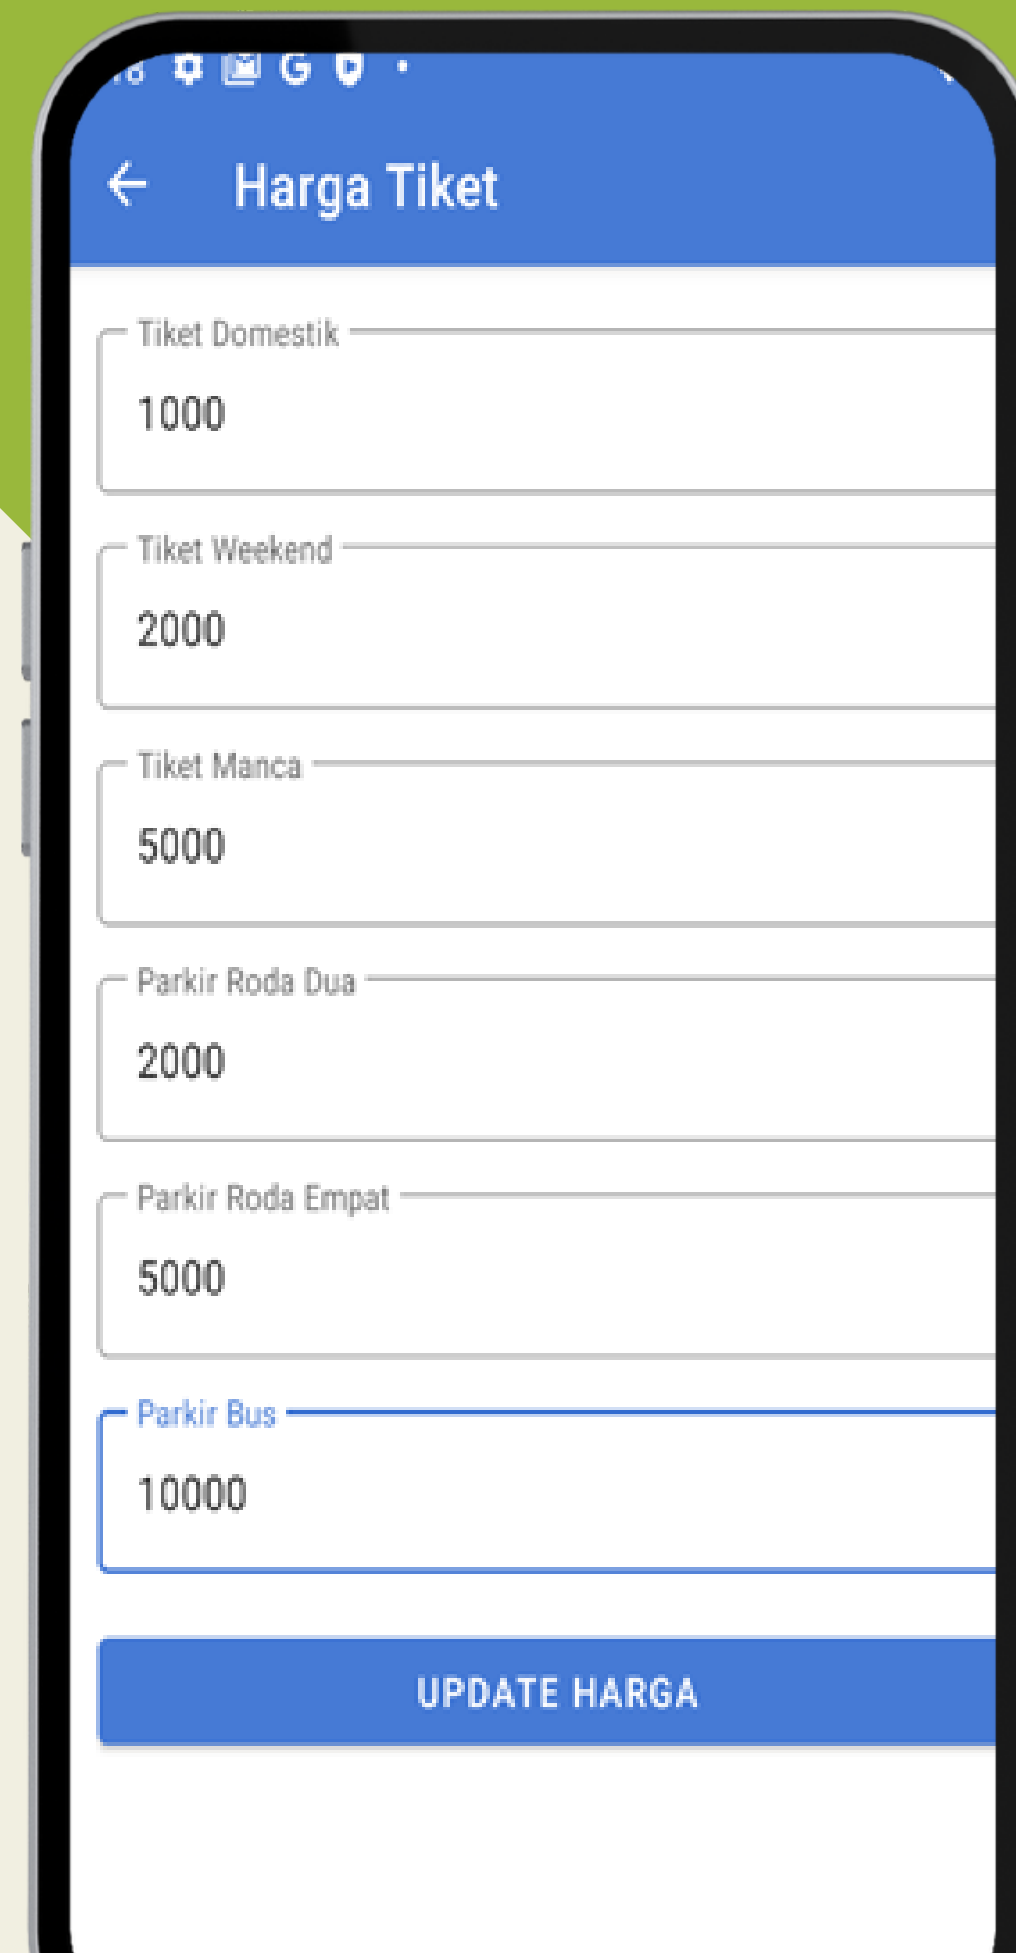 Harga Tiket
Tiket Domestik
1000
Tiket Weekend
2000
Tiket Manca
5000
Parkir Roda Dua
2000
Parkir Roda Empat
5000
Parkir Bus
10000
UPDATE HARGA